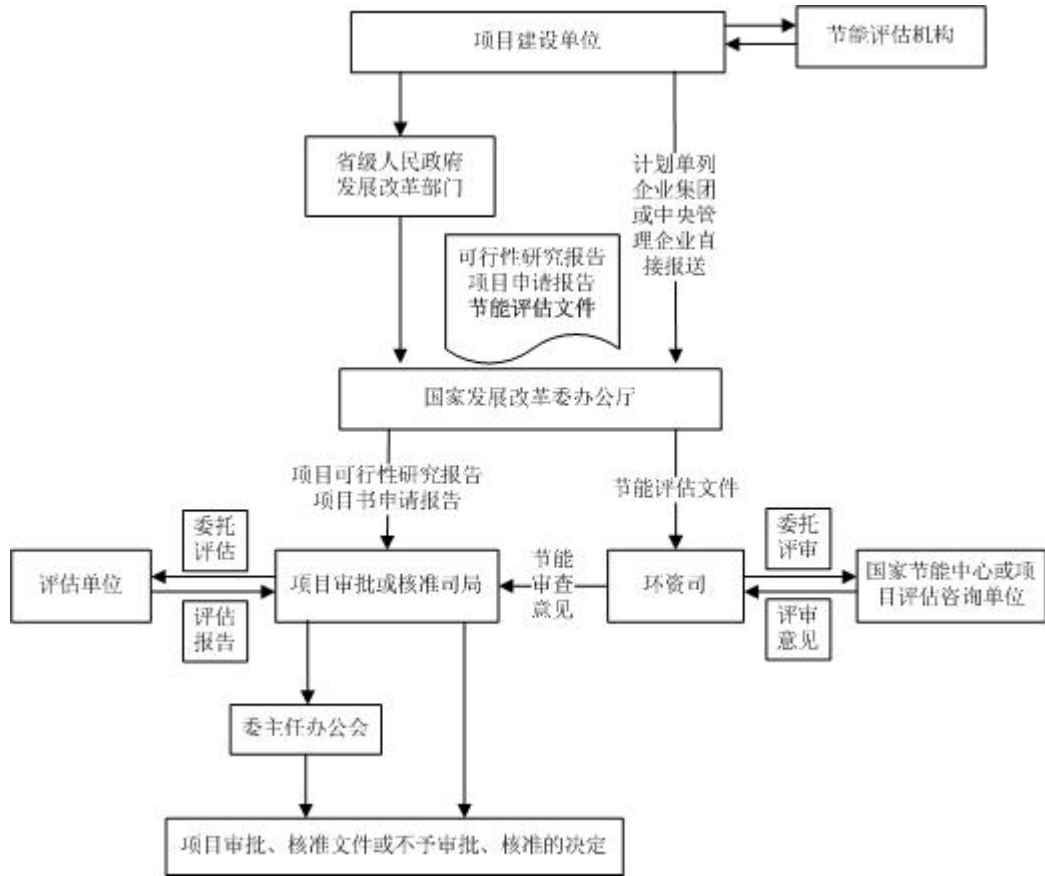 项目建设单位
节能评估机构
省级人民政府
发展改革部门
计划单列
企业集团
或中央管
理企业直
接报送
可行性研究报告
项目申请报告
节能评估文件
国家发展改革委办公厅
项目可行性研究报告
项目书申请报告
节能评估文件
委托
评估
委托
评审
评估单位
项目审批或核准司局
节能
审查
意见
环资司
国家节能中心或项
目评估咨询单位
评估
报告
评审
意见
委主任办公会
项目审批、核准文件或不予审批、核准的决定